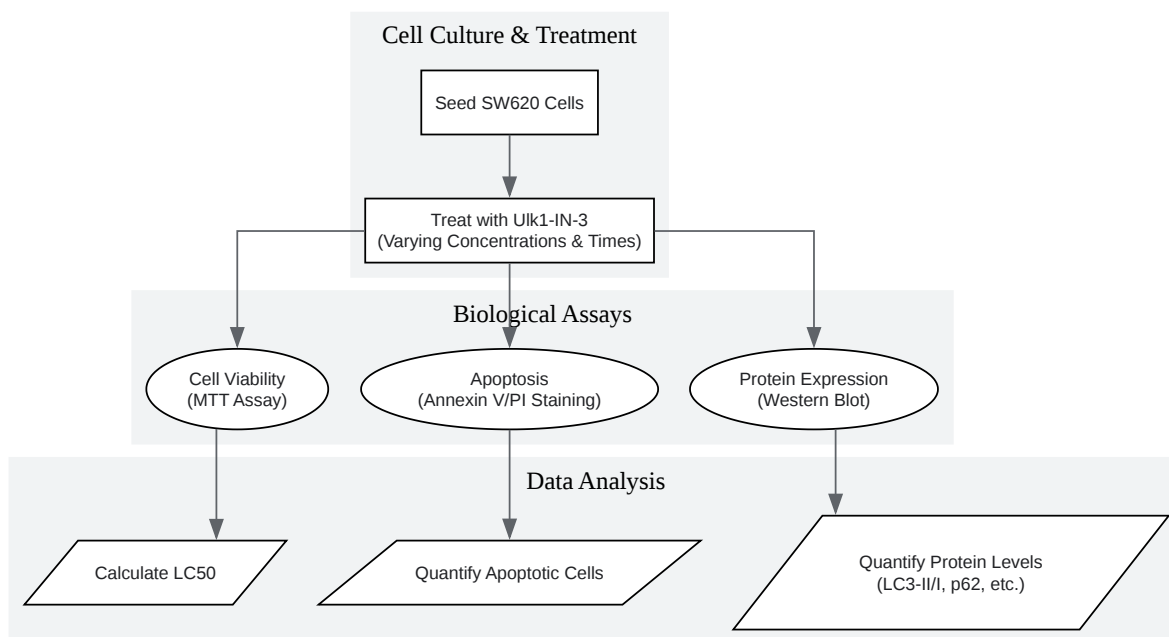 Cell Culture & Treatment
Seed SW620 Cells
Treat with Ulk1-IN-3
(Varying Concentrations & Times)
Biological Assays
Cell Viability
(MTT Assay)
Apoptosis
(Annexin V/PI Staining)
Protein Expression
(Western Blot)
Data Analysis
Calculate LC50
Quantify Apoptotic Cells
Quantify Protein Levels
(LC3-II/I, p62, etc.)